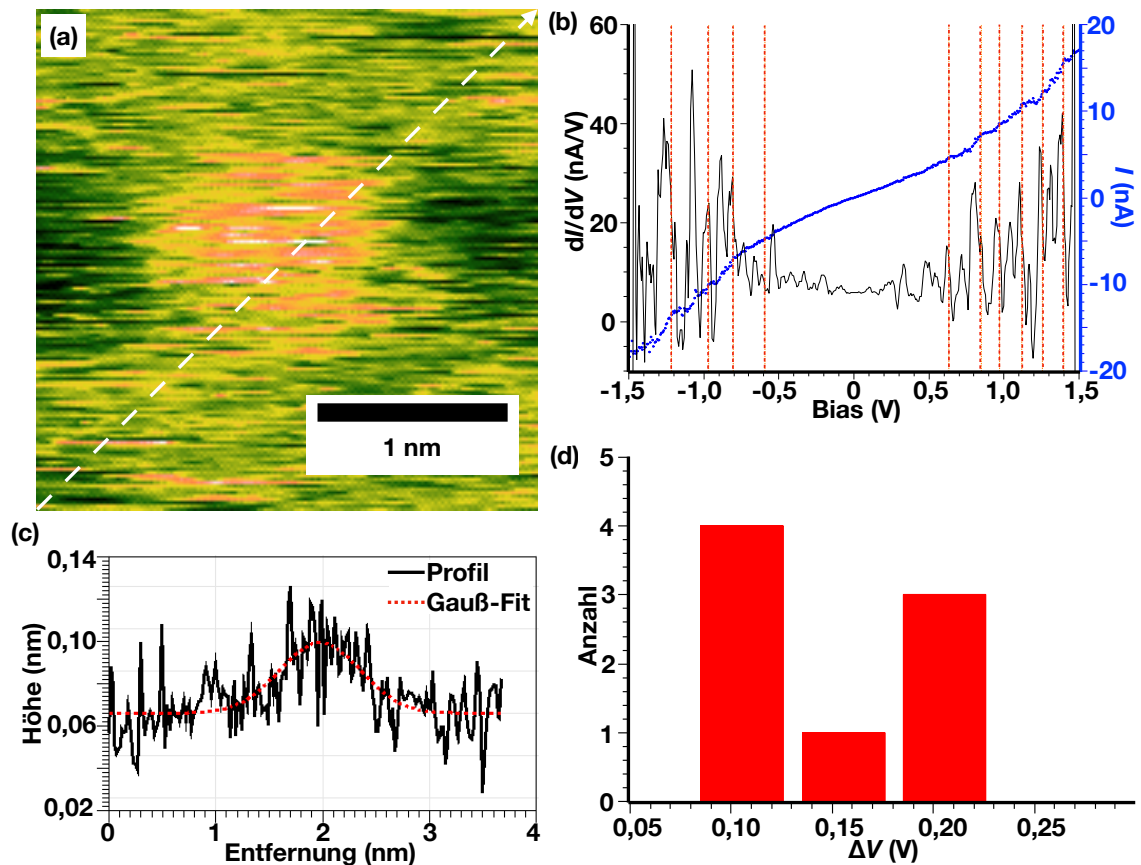 (a)
1 nm
(b)
60
40
20
0
dI/dV (nA/V)
20
10
0
-10
-20
I (nA)
-1,5 -1,0 -0,5 0 0,5 1,0 1,5
Bias (V)
(c)
0,14
0,10
0,06
0,02
Höhe (nm)
Profil
Gauß-Fit
0 1 2 3 4
Entfernung (nm)
(d)
5
4
3
2
1
0
Anzahl
0,05 0,10 0,15 0,20 0,25
ΔV (V)